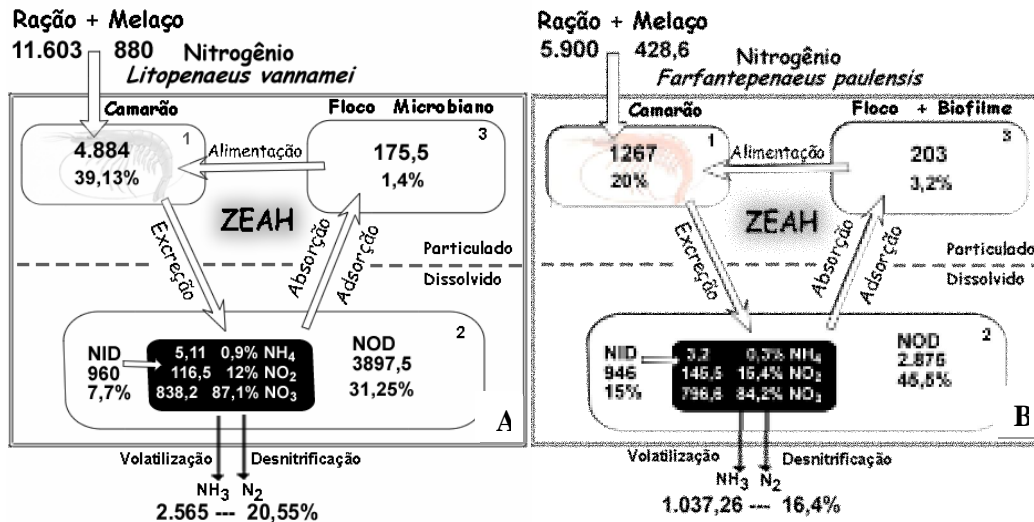 Ração + Melaço
11.603 880 Nitrogênio
Litopenaeus vannamei
Camarão
Floco Microbiano
1
4.884
39,13%
Alimentação
3
175,5
1,4%
ZEAH
Excreção
Absorção
Adsorção
Particulado
Dissolvido
2
NID
960
7,7%
5,11 0,9% NH4
116,5 12% NO2
838,2 87,1% NO3
NOD
3897,5
31,25%
A
Volatilização Desnitrificação
NH3 N2
2.565 --- 20,55%
Ração + Melaço
5.900 428,6 Nitrogênio
Farfantepenaeus paulensis
Camarão
Floco + Biofilme
1
1267
20%
Alimentação
3
203
3,2%
ZEAH
Excreção
Absorção
Adsorção
Particulado
Dissolvido
2
NID
946
15%
3,2 0,3% NH4
145,5 15,4% NO2
796,6 84,2% NO3
NOD
2.875
45,5%
B
Volatilização Desnitrificação
NH3 N2
1.037,26 --- 16,4%